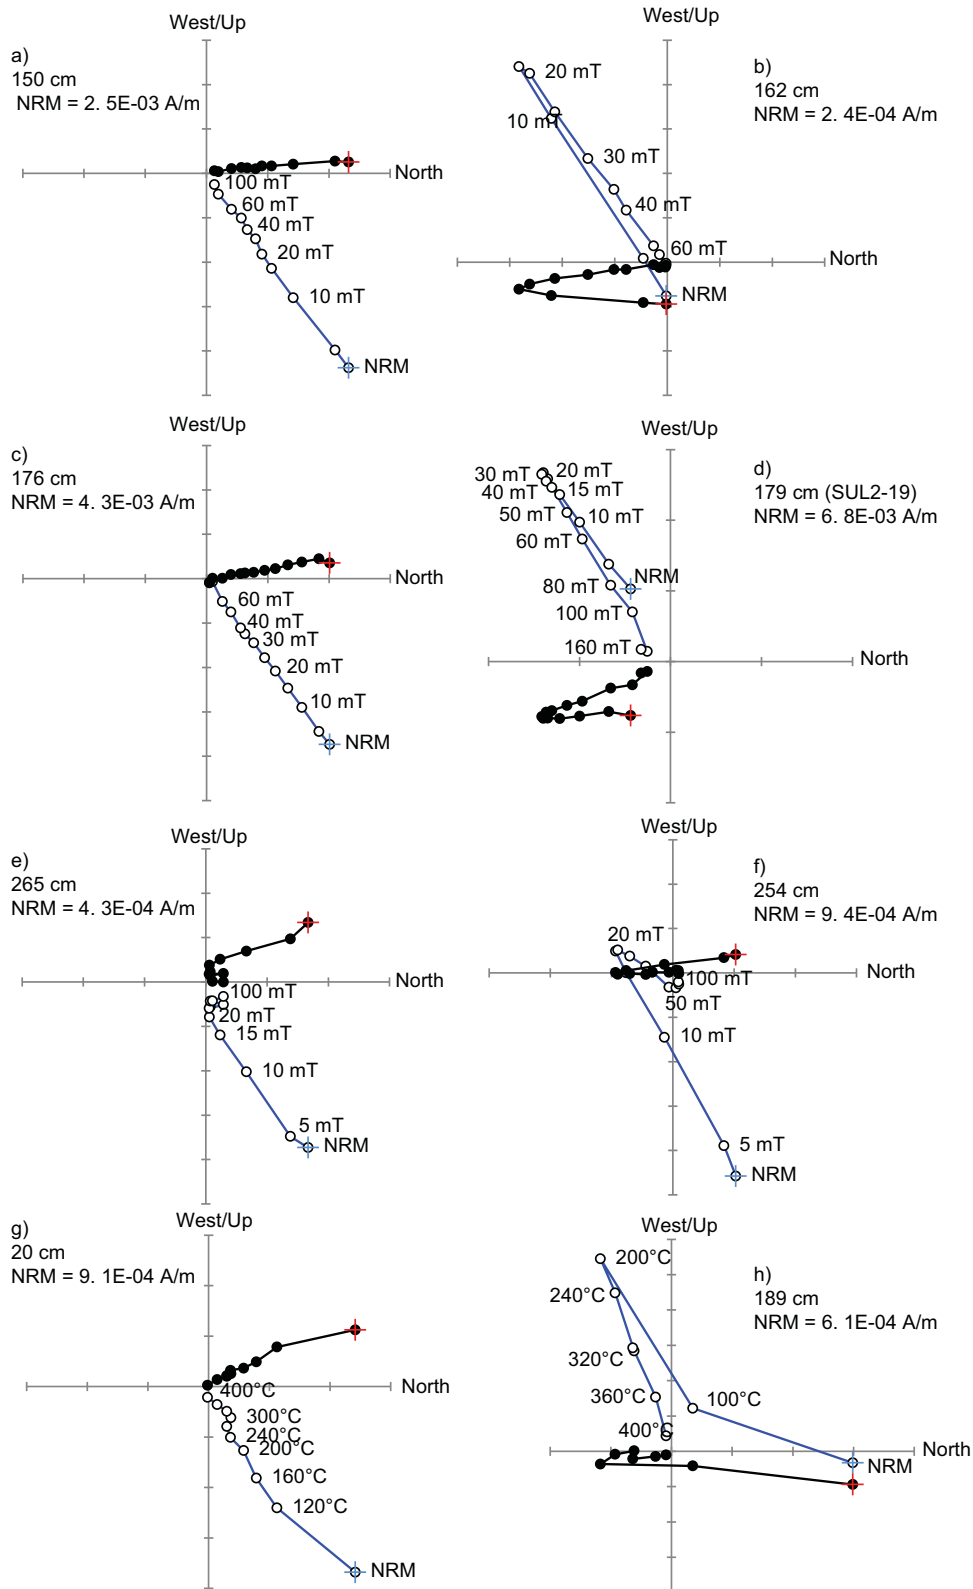 West/Up
a)
150 cm
NRM = 2. 5E-03 A/m
North
100 mT
60 mT
40 mT
20 mT
10 mT
NRM
West/Up
b)
162 cm
NRM = 2. 4E-04 A/m
20 mT
10 mT
30 mT
40 mT
60 mT
North
NRM
West/Up
c)
176 cm
NRM = 4. 3E-03 A/m
North
60 mT
40 mT
30 mT
20 mT
10 mT
NRM
West/Up
d)
179 cm (SUL2-19)
NRM = 6. 8E-03 A/m
30 mT
20 mT
40 mT
15 mT
50 mT
10 mT
60 mT
NRM
80 mT
100 mT
160 mT
North
West/Up
e)
265 cm
NRM = 4. 3E-04 A/m
North
100 mT
20 mT
15 mT
10 mT
5 mT
NRM
West/Up
f)
254 cm
NRM = 9. 4E-04 A/m
20 mT
North
100 mT
50 mT
10 mT
5 mT
NRM
West/Up
g)
20 cm
NRM = 9. 1E-04 A/m
North
400°C
300°C
240°C
200°C
160°C
120°C
NRM
West/Up
h)
189 cm
NRM = 6. 1E-04 A/m
200°C
240°C
320°C
360°C
100°C
400°C
North
NRM